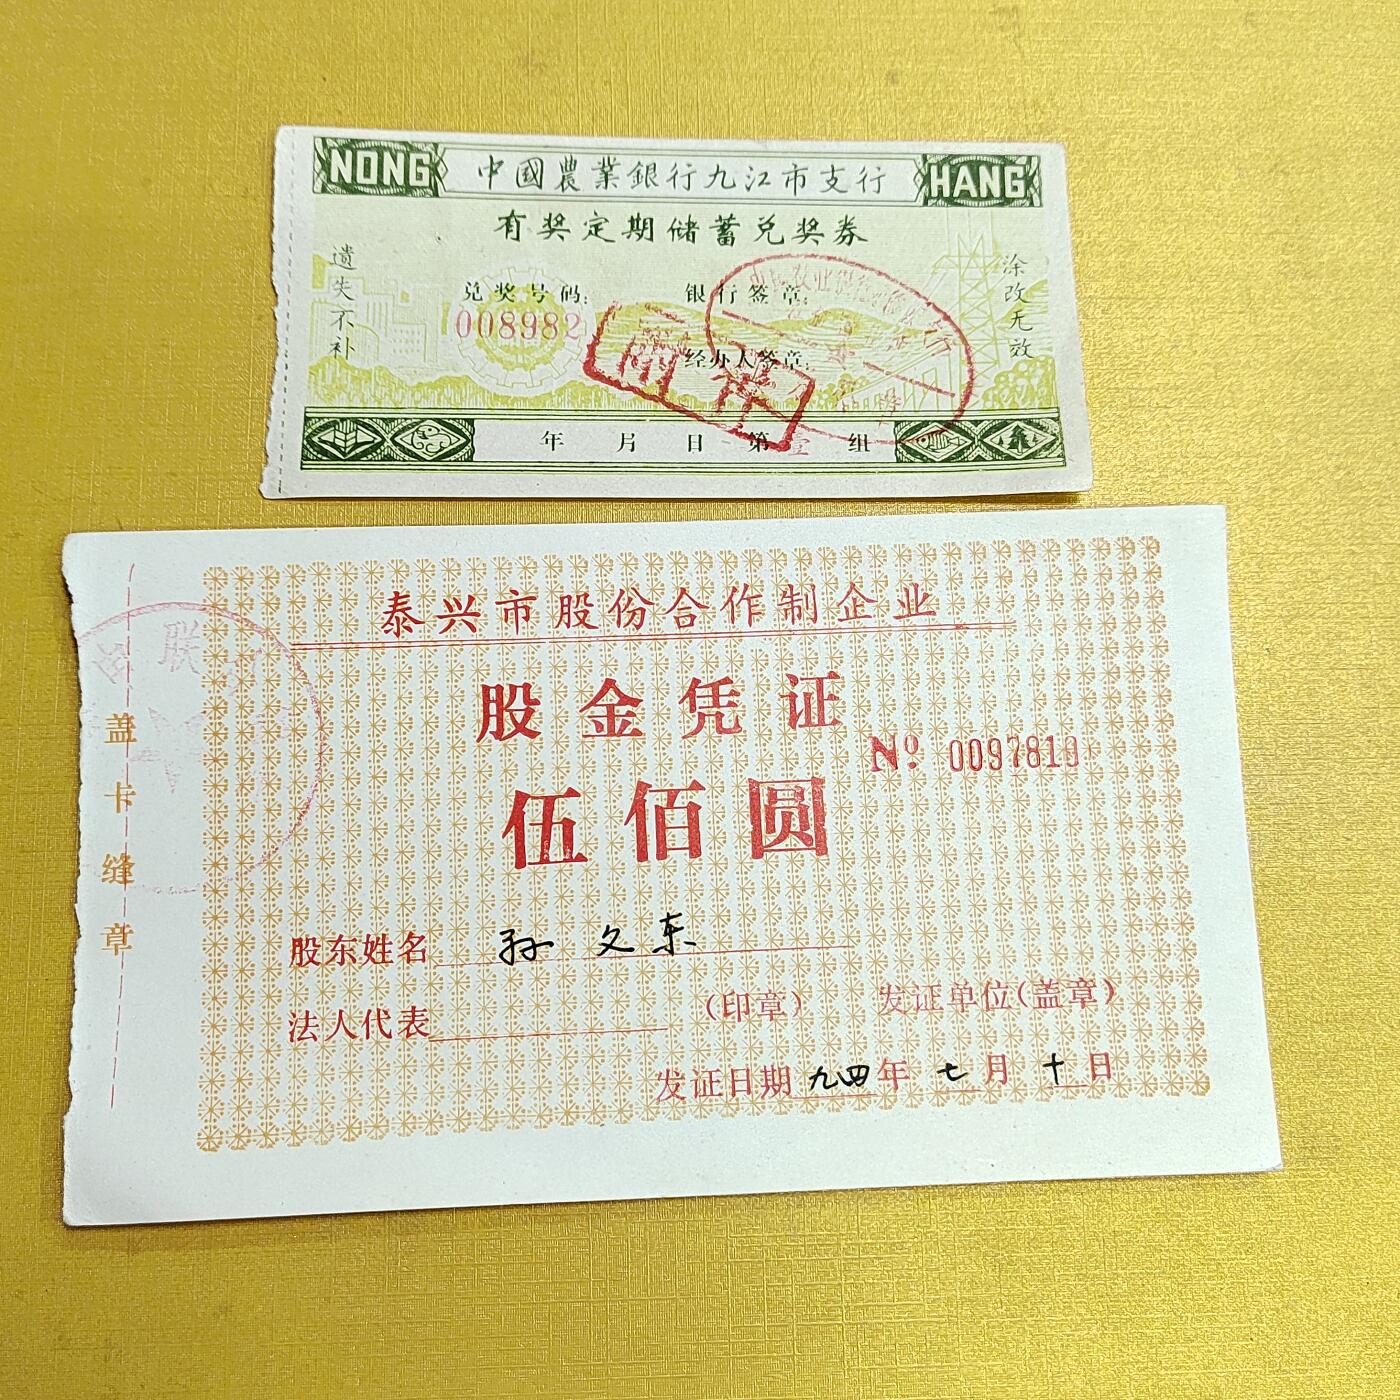 NONG 中國農業銀行九江市支行 HANG
有奖定期储蓄兑奖券
遗失不补
兑奖号码:
008982
银行签章:
经办人签章:
涂改无效
年 月 日 第壹组
泰兴市股份合作制企业
股金凭证
Nº 0097819
伍佰圆
盖卡缝章
股东姓名 孙文东
法人代表 (印章) 发证单位(盖章)
发证日期 九四年七月十日